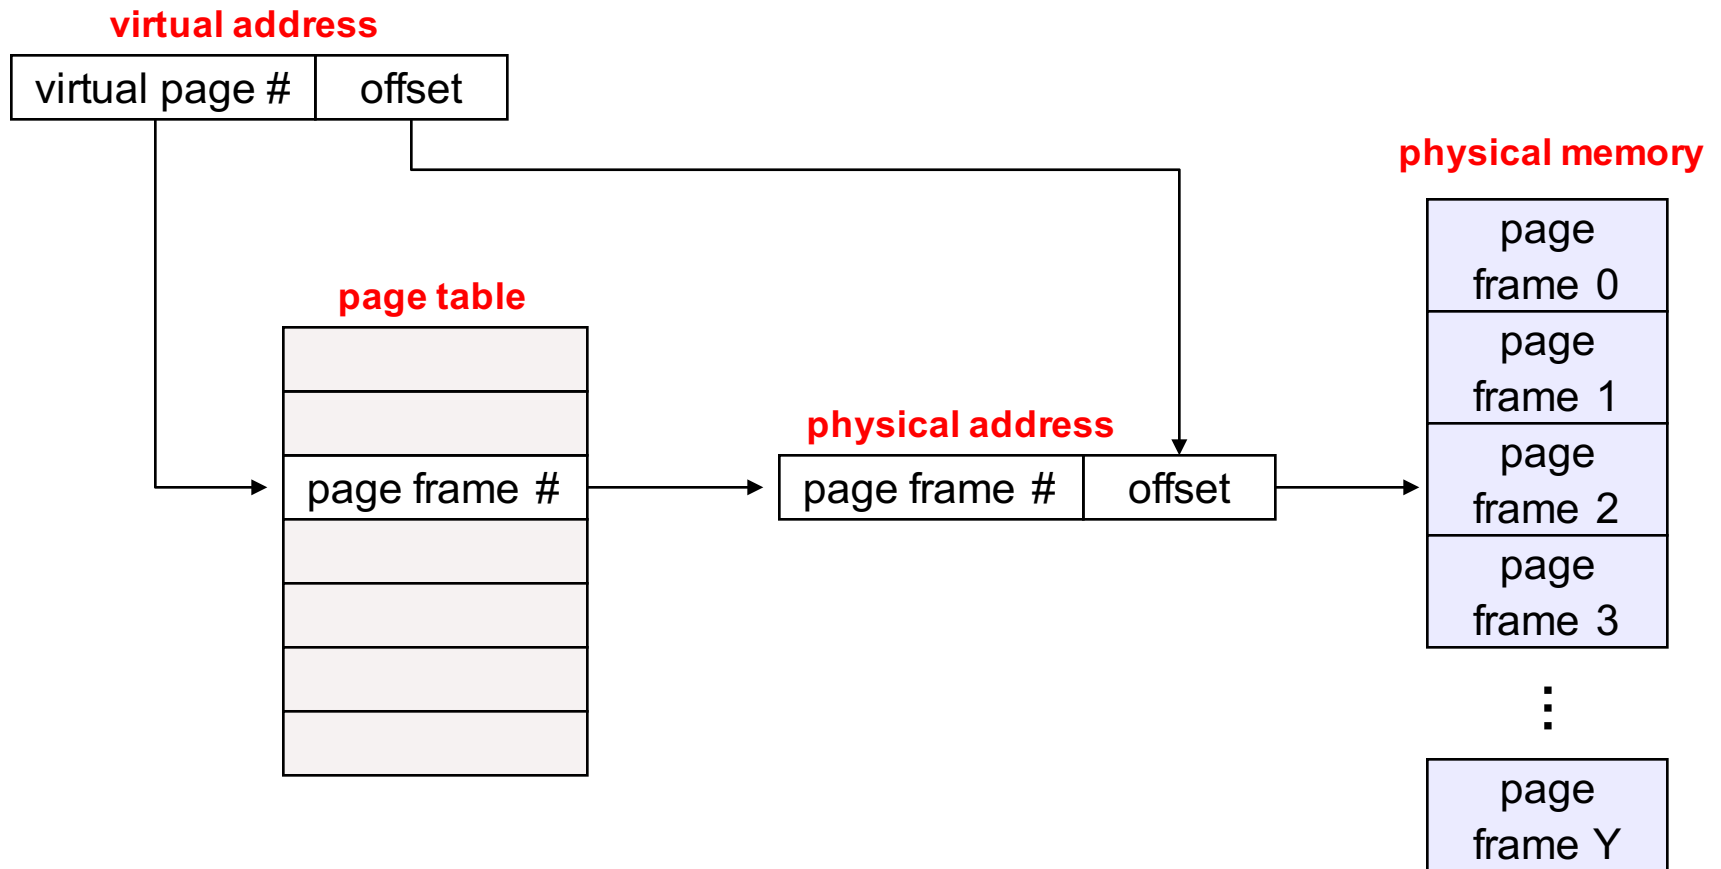 virtual address
virtual page #
offset
physical memory
page
frame 0
page table
page
frame 1
physical address
page
frame 2
page frame #
page frame #
offset
page
frame 3
⋮
page
frame Y